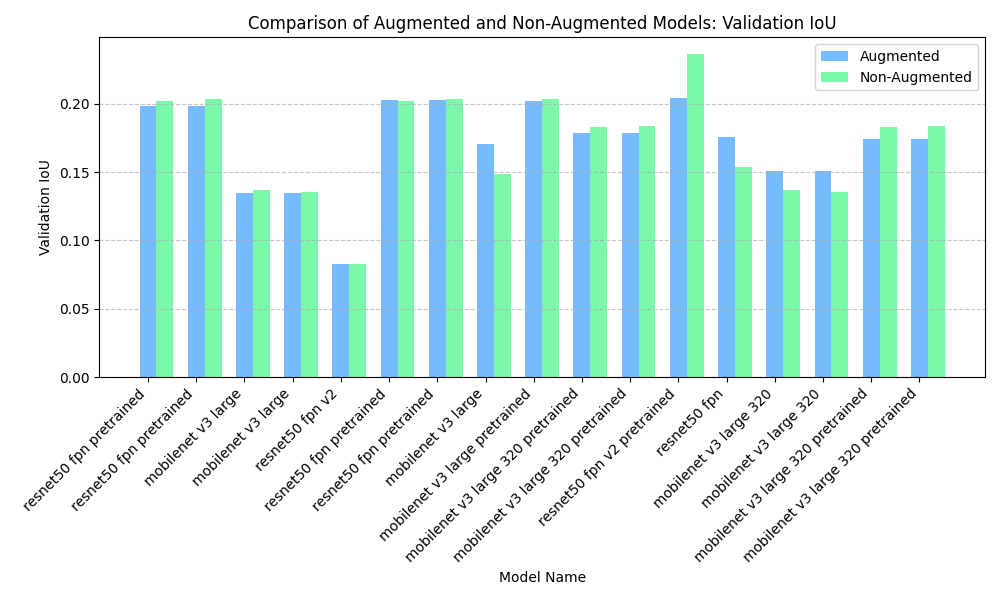 Comparison of Augmented and Non-Augmented Models: Validation IoU
Augmented
Non-Augmented
Validation IoU
0.20
0.15
0.10
0.05
0.00
resnet50 fpn pretrained
resnet50 fpn pretrained
mobilenet v3 large
mobilenet v3 large
resnet50 fpn v2
resnet50 fpn pretrained
resnet50 fpn pretrained
mobilenet v3 large
mobilenet v3 large pretrained
mobilenet v3 large 320 pretrained
mobilenet v3 large 320 pretrained
resnet50 fpn v2 pretrained
resnet50 fpn
mobilenet v3 large 320
mobilenet v3 large 320
mobilenet v3 large 320 pretrained
mobilenet v3 large 320 pretrained
Model Name